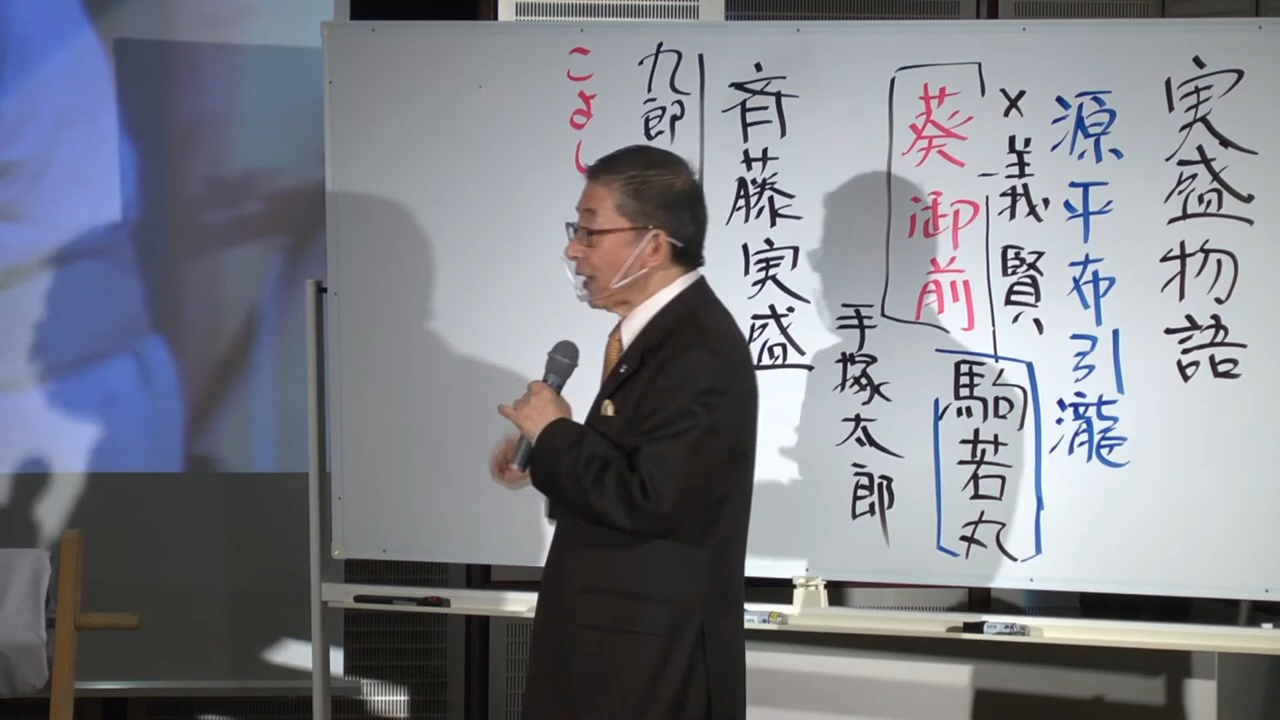 実盛物語
源平布引瀧
×義賢
駒若丸
葵御前
手塚太郎
斉藤実盛
九郎
こよし